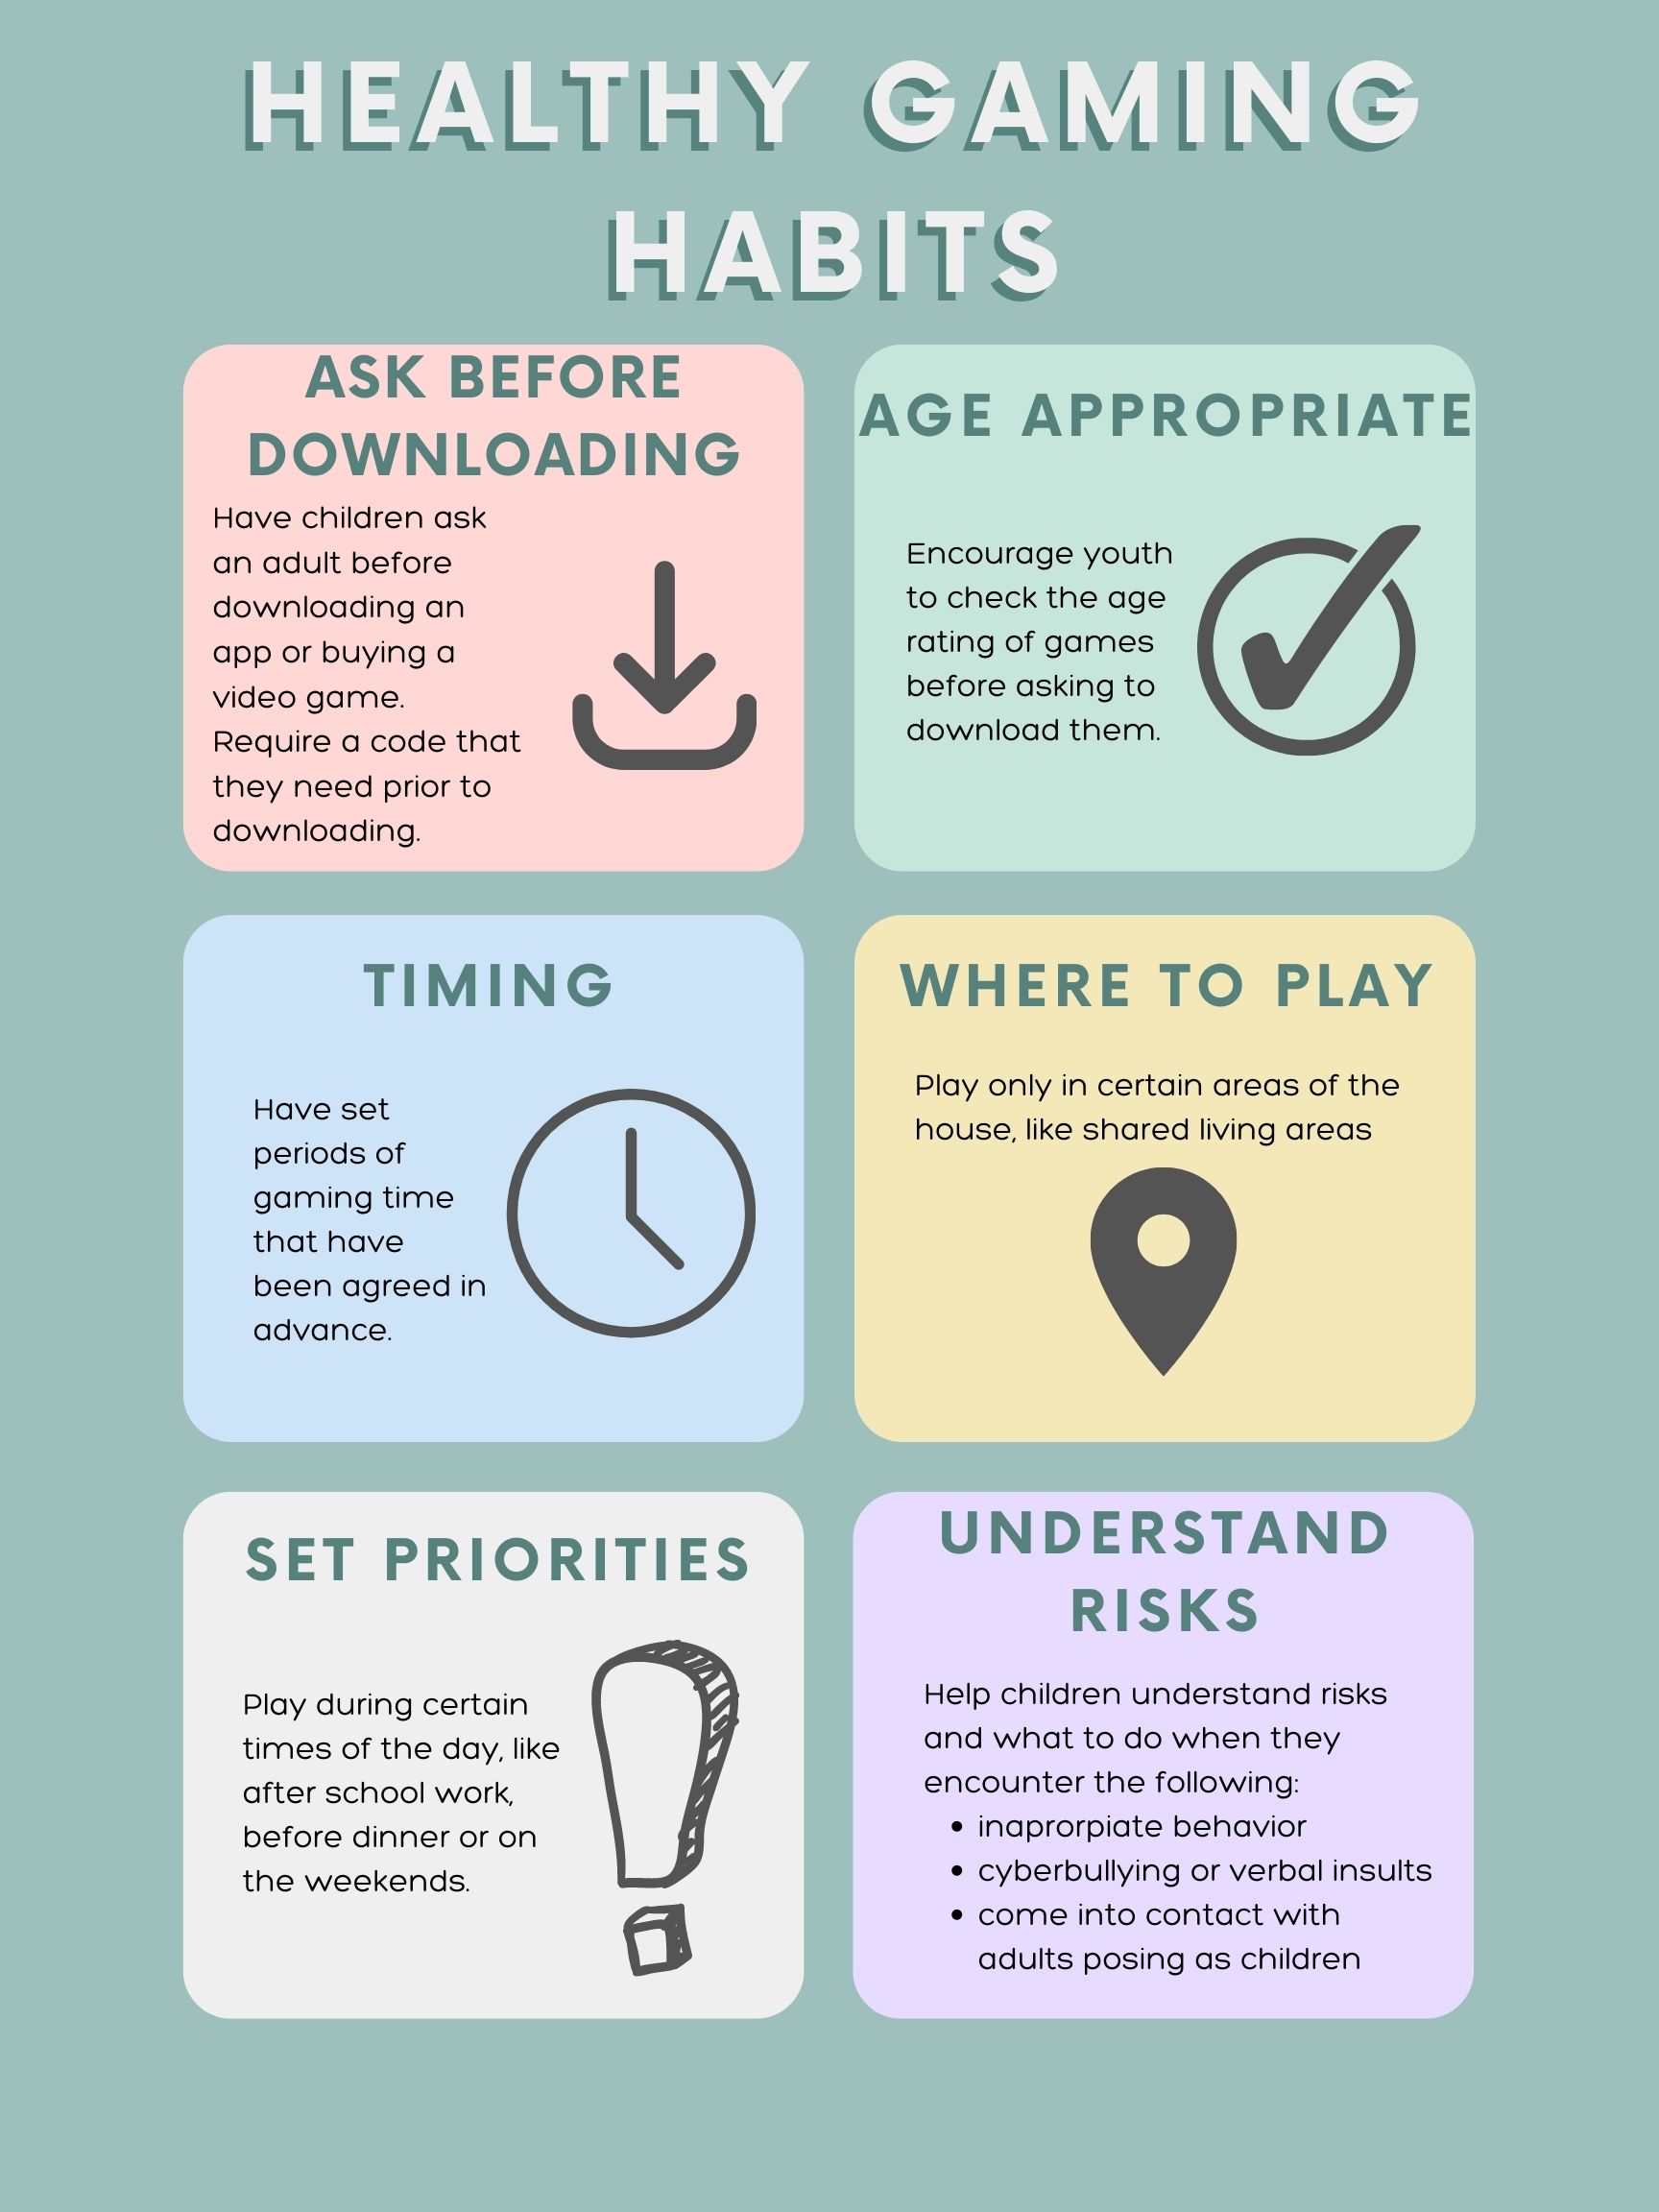 HEALTHY GAMING
HABITS
ASK BEFORE
DOWNLOADING
Have children ask
an adult before
downloading an
app or buying a
video game.
Require a code that
they need prior to
downloading.
AGE APPROPRIATE
Encourage youth
to check the age
rating of games
before asking to
download them.
TIMING
Have set
periods of
gaming time
that have
been agreed in
advance.
WHERE TO PLAY
Play only in certain areas of the
house, like shared living areas
SET PRIORITIES
Play during certain
times of the day, like
after school work,
before dinner or on
the weekends.
UNDERSTAND
RISKS
Help children understand risks
and what to do when they
encounter the following:
• inaprorpiate behavior
• cyberbullying or verbal insults
• come into contact with
adults posing as children